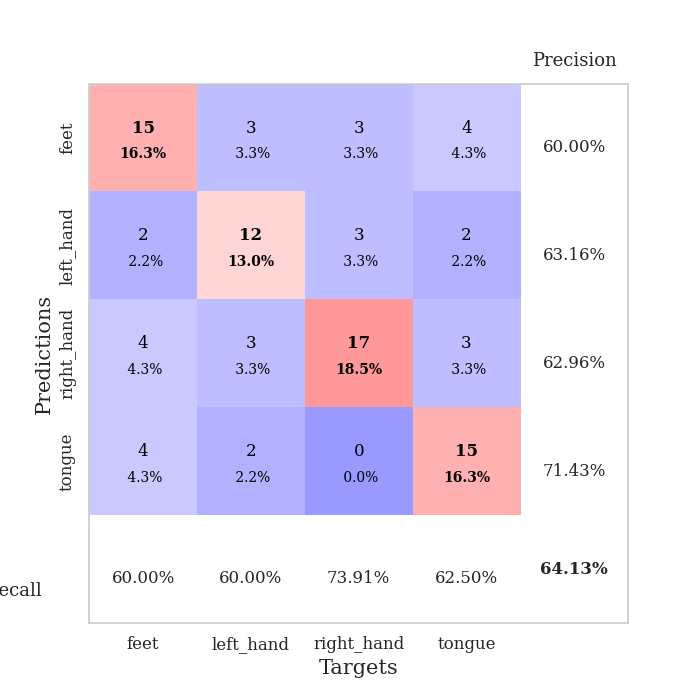 Precision
feet 15 3 3 4 60.00%
16.3% 3.3% 3.3% 4.3%
left_hand 2 12 3 2 63.16%
2.2% 13.0% 3.3% 2.2%
right_hand 4 3 17 3 62.96%
4.3% 3.3% 18.5% 3.3%
tongue 4 2 0 15 71.43%
4.3% 2.2% 0.0% 16.3%
Predictions
ecall 60.00% 60.00% 73.91% 62.50% 64.13%
feet left_hand right_hand tongue
Targets